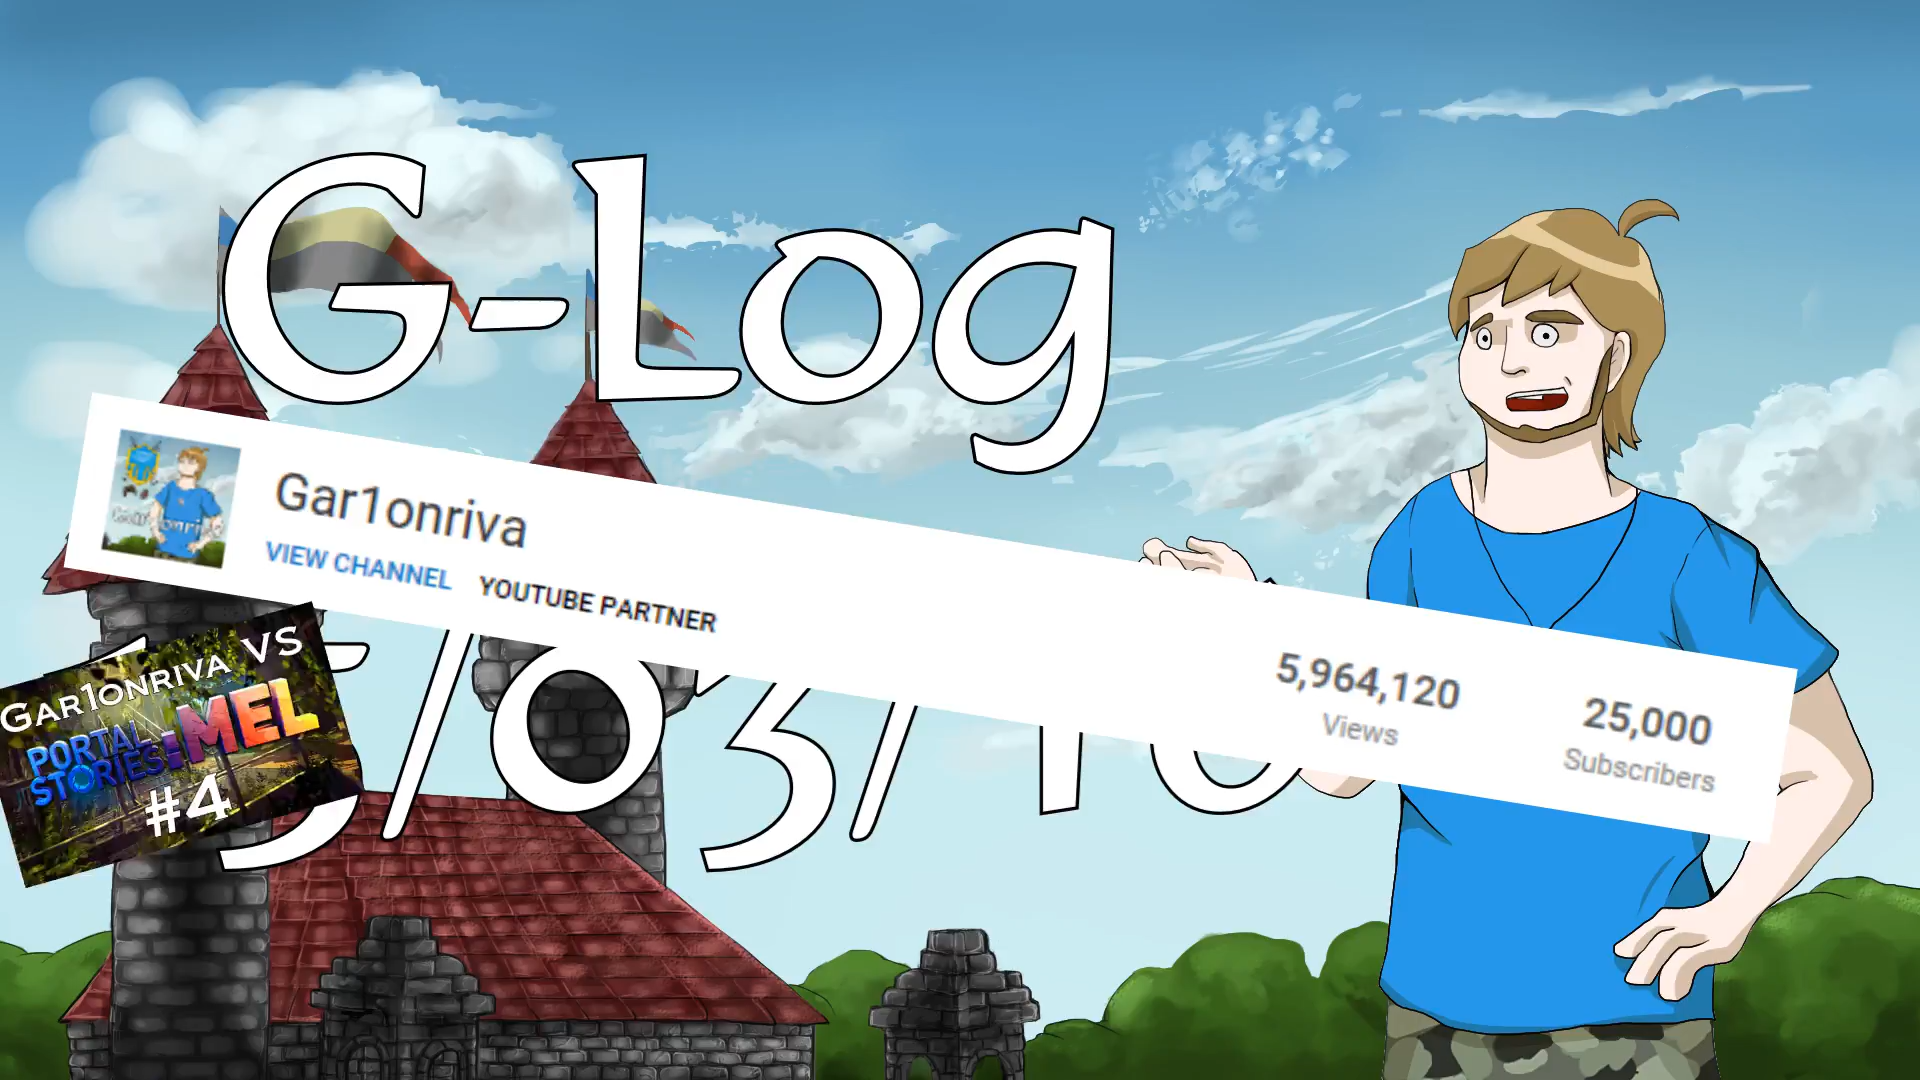 G-Log
Gar1onriva
VIEW CHANNEL YOUTUBE PARTNER
5,964,120
Views
25,000
Subscribers
/03/
GAR1ONRIVA VS
PORTAL
STORIES:MEL
#4